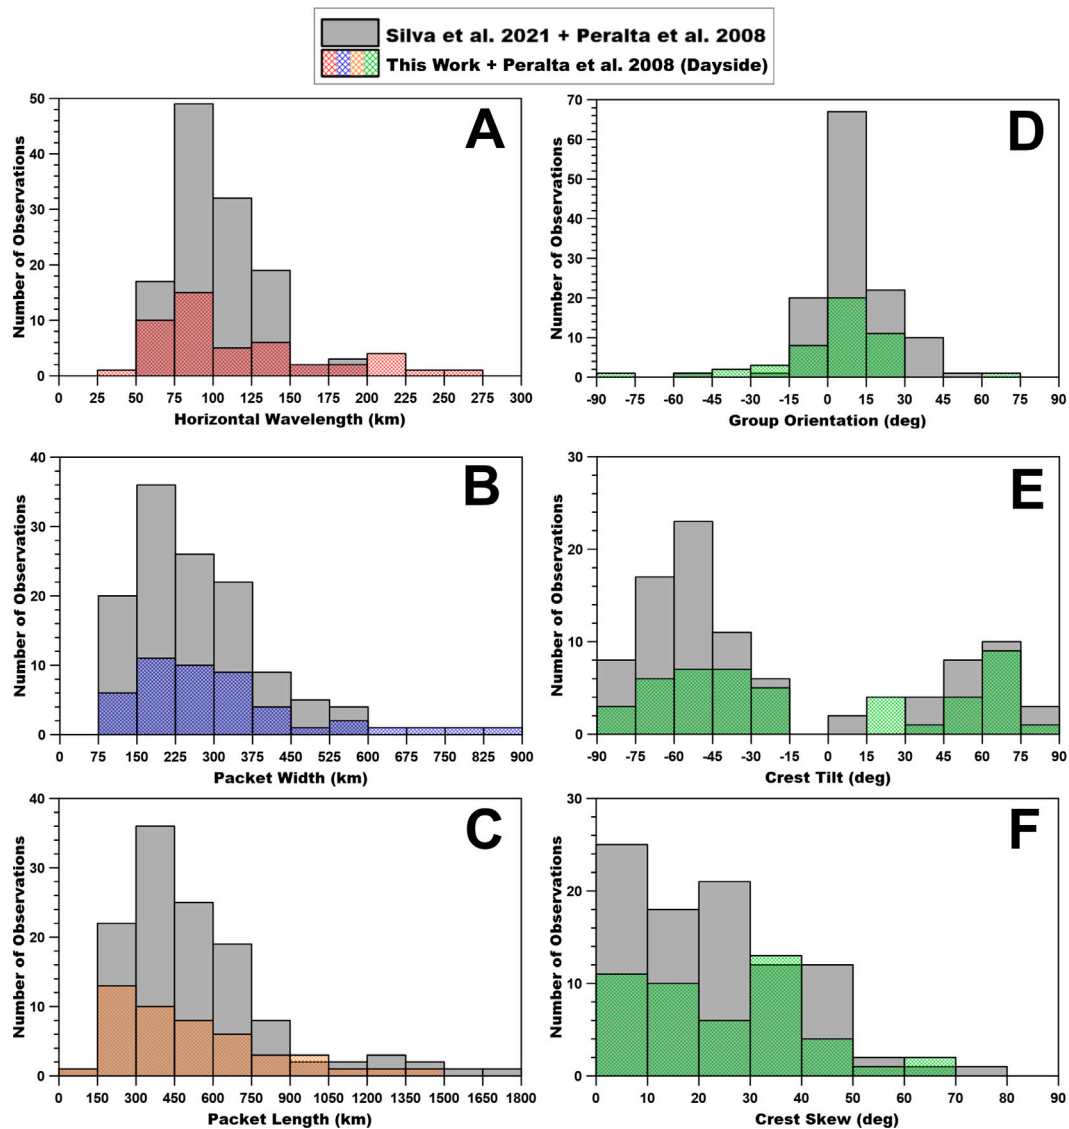 Silva et al. 2021 + Peralta et al. 2008
This Work + Peralta et al. 2008 (Dayside)
A
50
40
30
20
10
0
Number of Observations
0 25 50 75 100 125 150 175 200 225 250 275 300
Horizontal Wavelength (km)
D
70
60
50
40
30
20
10
0
Number of Observations
-90 -75 -60 -45 -30 -15 0 15 30 45 60 75 90
Group Orientation (deg)
B
40
30
20
10
0
Number of Observations
0 75 150 225 300 375 450 525 600 675 750 825 900
Packet Width (km)
E
30
20
10
0
Number of Observations
-90 -75 -60 -45 -30 -15 0 15 30 45 60 75 90
Crest Tilt (deg)
C
40
30
20
10
0
Number of Observations
0 150 300 450 600 750 900 1050 1200 1350 1500 1650 1800
Packet Length (km)
F
30
20
10
0
Number of Observations
0 10 20 30 40 50 60 70 80 90
Crest Skew (deg)